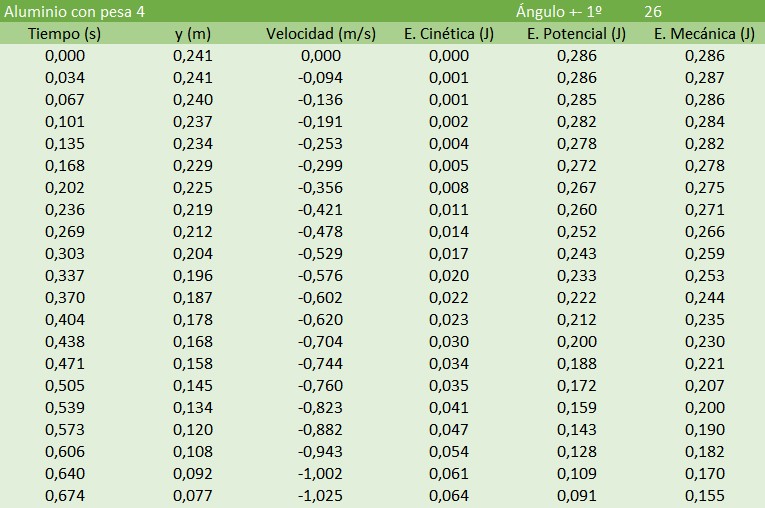 Aluminio con pesa 4 Ángulo +- 1º 26
Tiempo (s) y (m) Velocidad (m/s) E. Cinética (J) E. Potencial (J) E. Mecánica (J)
0,000 0,241 0,000 0,000 0,286 0,286
0,034 0,241 -0,094 0,001 0,286 0,287
0,067 0,240 -0,136 0,001 0,285 0,286
0,101 0,237 -0,191 0,002 0,282 0,284
0,135 0,234 -0,253 0,004 0,278 0,282
0,168 0,229 -0,299 0,005 0,272 0,278
0,202 0,225 -0,356 0,008 0,267 0,275
0,236 0,219 -0,421 0,011 0,260 0,271
0,269 0,212 -0,478 0,014 0,252 0,266
0,303 0,204 -0,529 0,017 0,243 0,259
0,337 0,196 -0,576 0,020 0,233 0,253
0,370 0,187 -0,602 0,022 0,222 0,244
0,404 0,178 -0,620 0,023 0,212 0,235
0,438 0,168 -0,704 0,030 0,200 0,230
0,471 0,158 -0,744 0,034 0,188 0,221
0,505 0,145 -0,760 0,035 0,172 0,207
0,539 0,134 -0,823 0,041 0,159 0,200
0,573 0,120 -0,882 0,047 0,143 0,190
0,606 0,108 -0,943 0,054 0,128 0,182
0,640 0,092 -1,002 0,061 0,109 0,170
0,674 0,077 -1,025 0,064 0,091 0,155